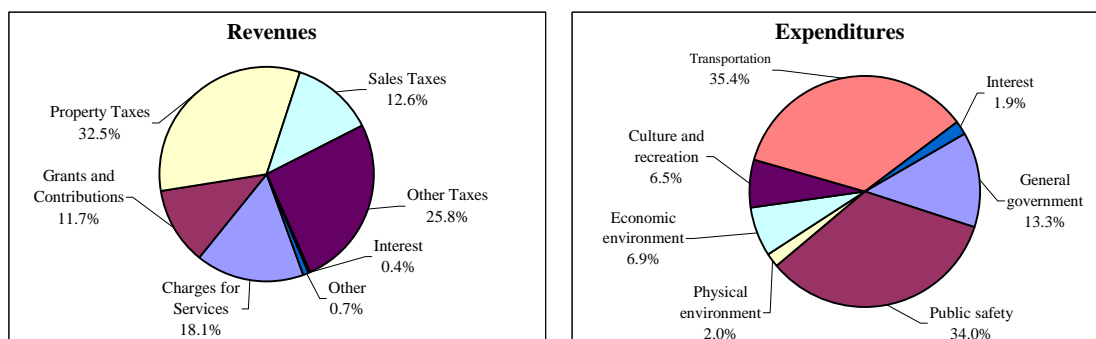 Revenues
Sales Taxes
12.6%
Property Taxes
32.5%
Grants and
Contributions
11.7%
Other Taxes
25.8%
Interest
0.4%
Other
0.7%
Charges for
Services
18.1%
Expenditures
Transportation
35.4%
Interest
1.9%
Culture and
recreation
6.5%
General
government
13.3%
Economic
environment
6.9%
Physical
environment
2.0%
Public safety
34.0%